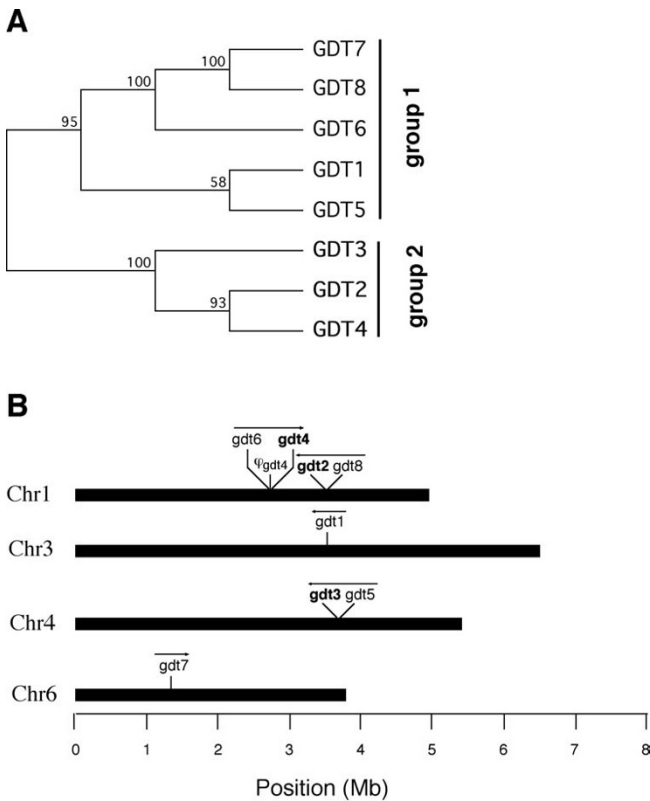 A
GDT7
100
GDT8
100
GDT6
95
GDT1
58
GDT5
group 1
GDT3
100
GDT2
93
GDT4
group 2
B
gdt6 gdt4
φgdt4 gdt2 gdt8
Chr1
gdt1
Chr3
gdt3 gdt5
Chr4
gdt7
Chr6
0 1 2 3 4 5 6 7 8
Position (Mb)